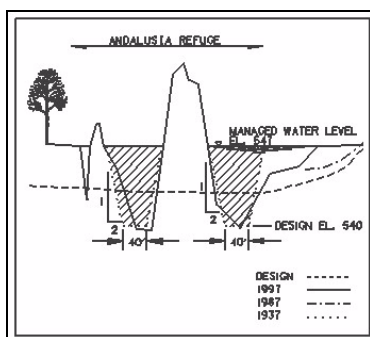 ANDALUSIA REFUGE
MANAGED WATER LEVEL
EL. 547
1
2
40'
1
2
40'
DESIGN EL. 540
DESIGN
1997
1987
1937